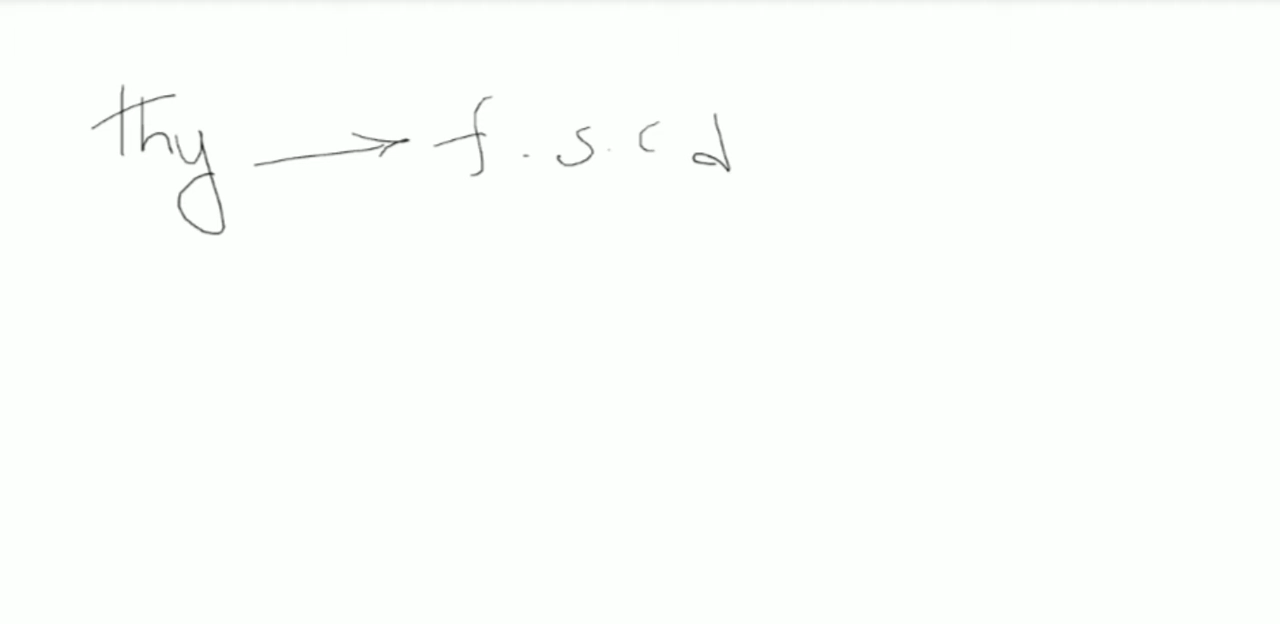 thy → f. s. c d